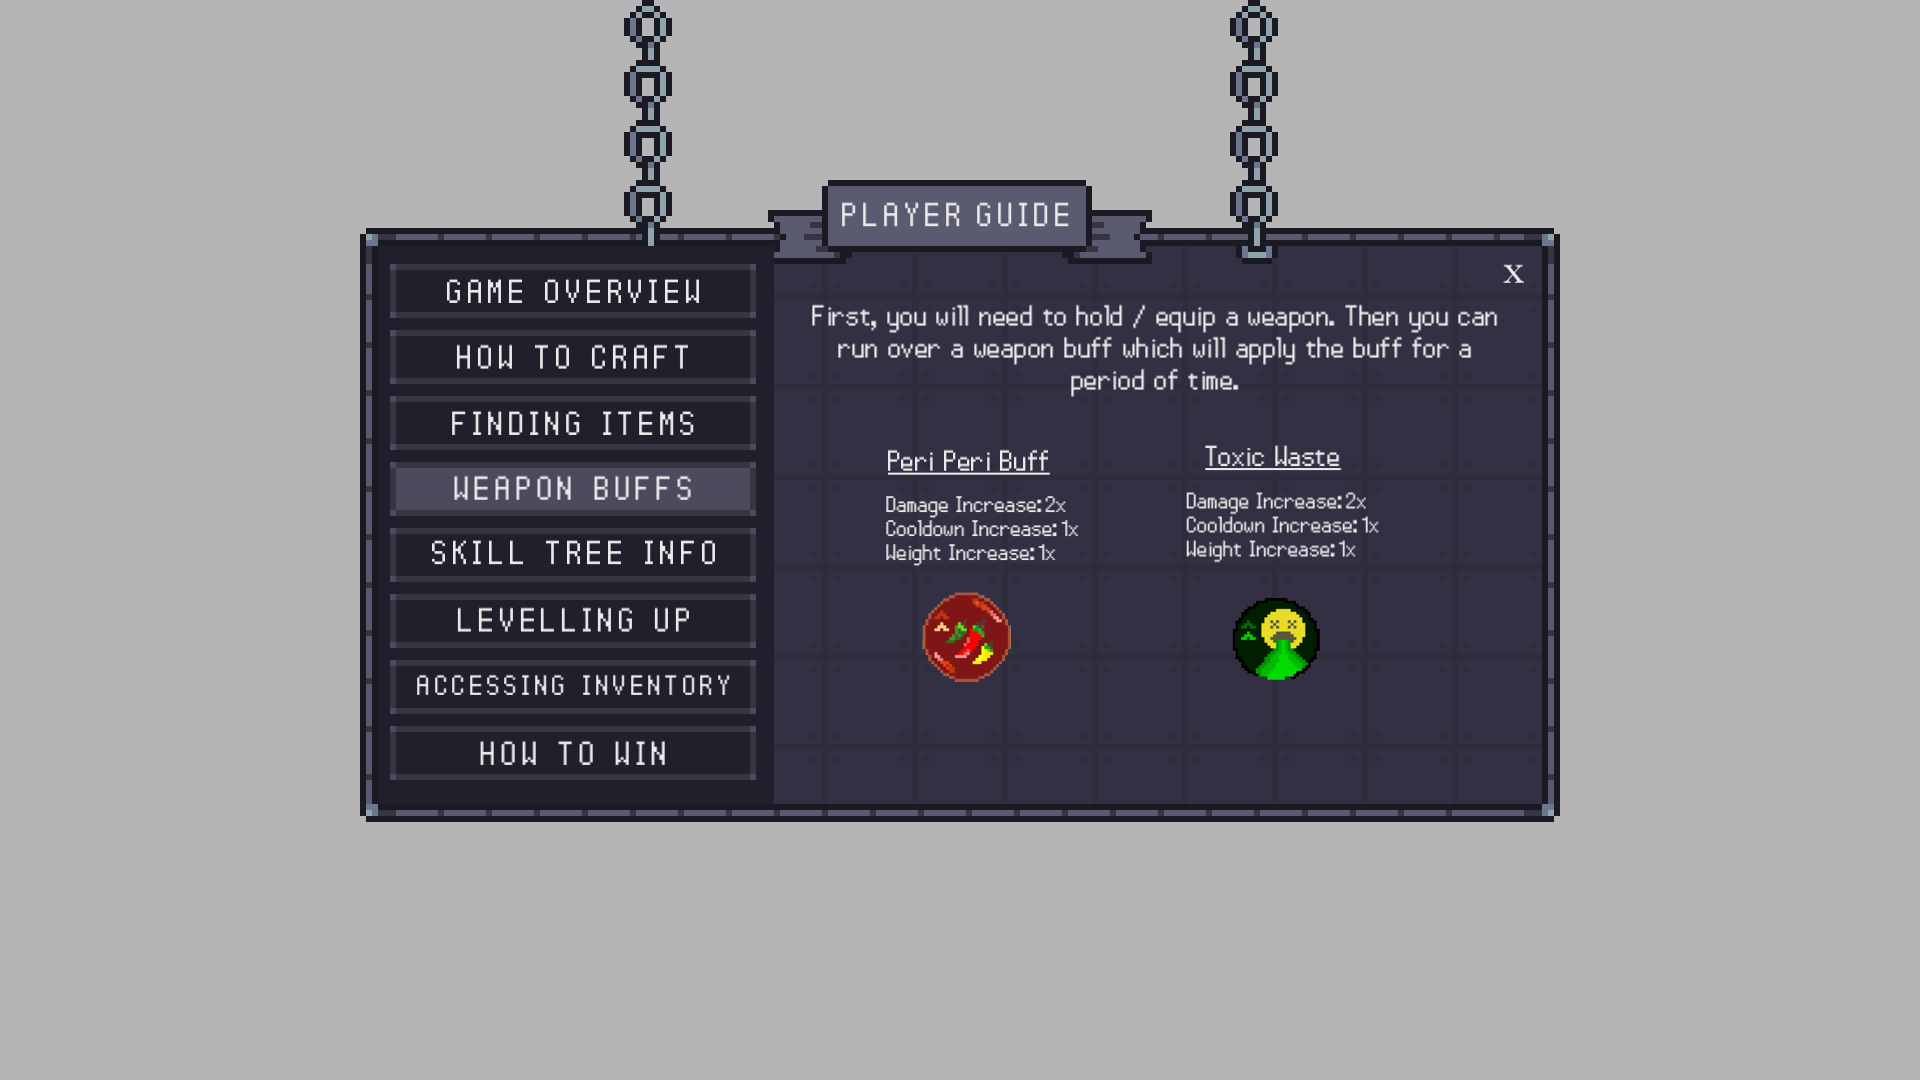 PLAYER GUIDE
GAME OVERVIEW
HOW TO CRAFT
FINDING ITEMS
WEAPON BUFFS
SKILL TREE INFO
LEVELLING UP
ACCESSING INVENTORY
HOW TO WIN
X
First, you will need to hold / equip a weapon. Then you can
run over a weapon buff which will apply the buff for a
period of time.
Peri Peri Buff
Damage Increase: 2x
Cooldown Increase: 1x
Weight Increase: 1x
Toxic Waste
Damage Increase: 2x
Cooldown Increase: 1x
Weight Increase: 1x